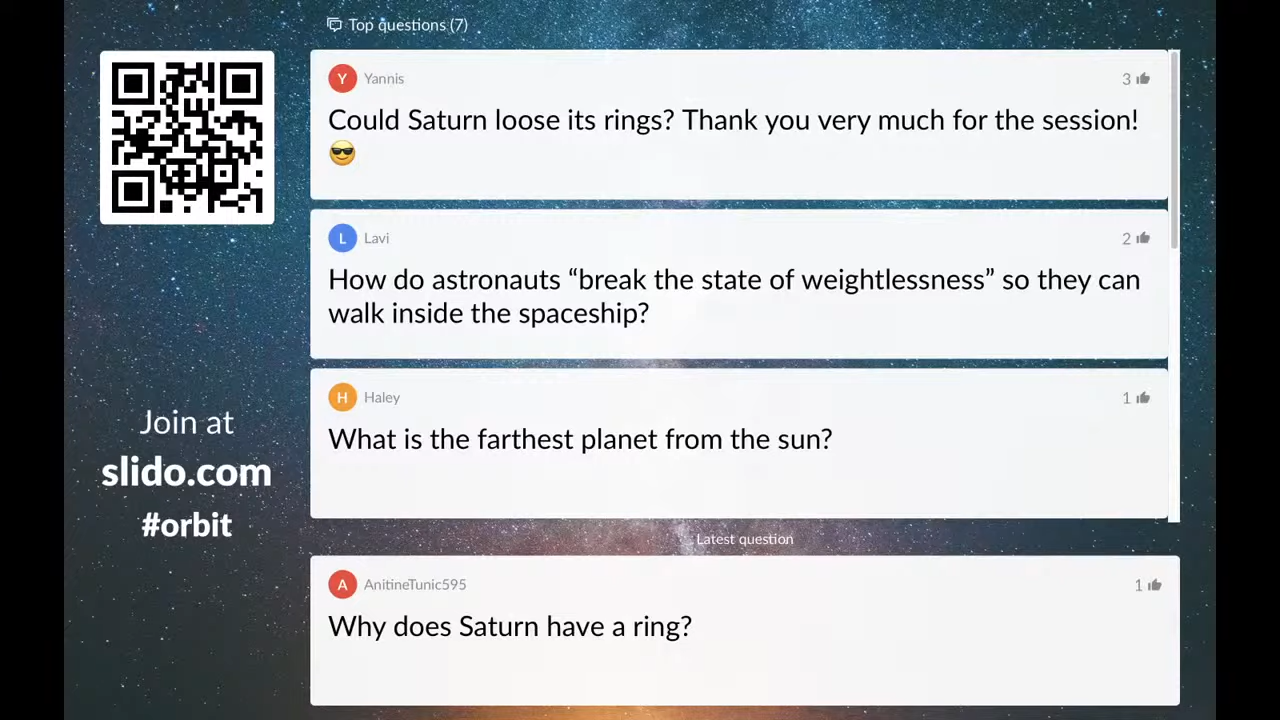 Top questions (7)
Y Yannis 3
Could Saturn loose its rings? Thank you very much for the session!
😎
L Lavi 2
How do astronauts “break the state of weightlessness” so they can
walk inside the spaceship?
H Haley 1
What is the farthest planet from the sun?
Join at
slido.com
#orbit
Latest question
A AnitineTunic595 1
Why does Saturn have a ring?